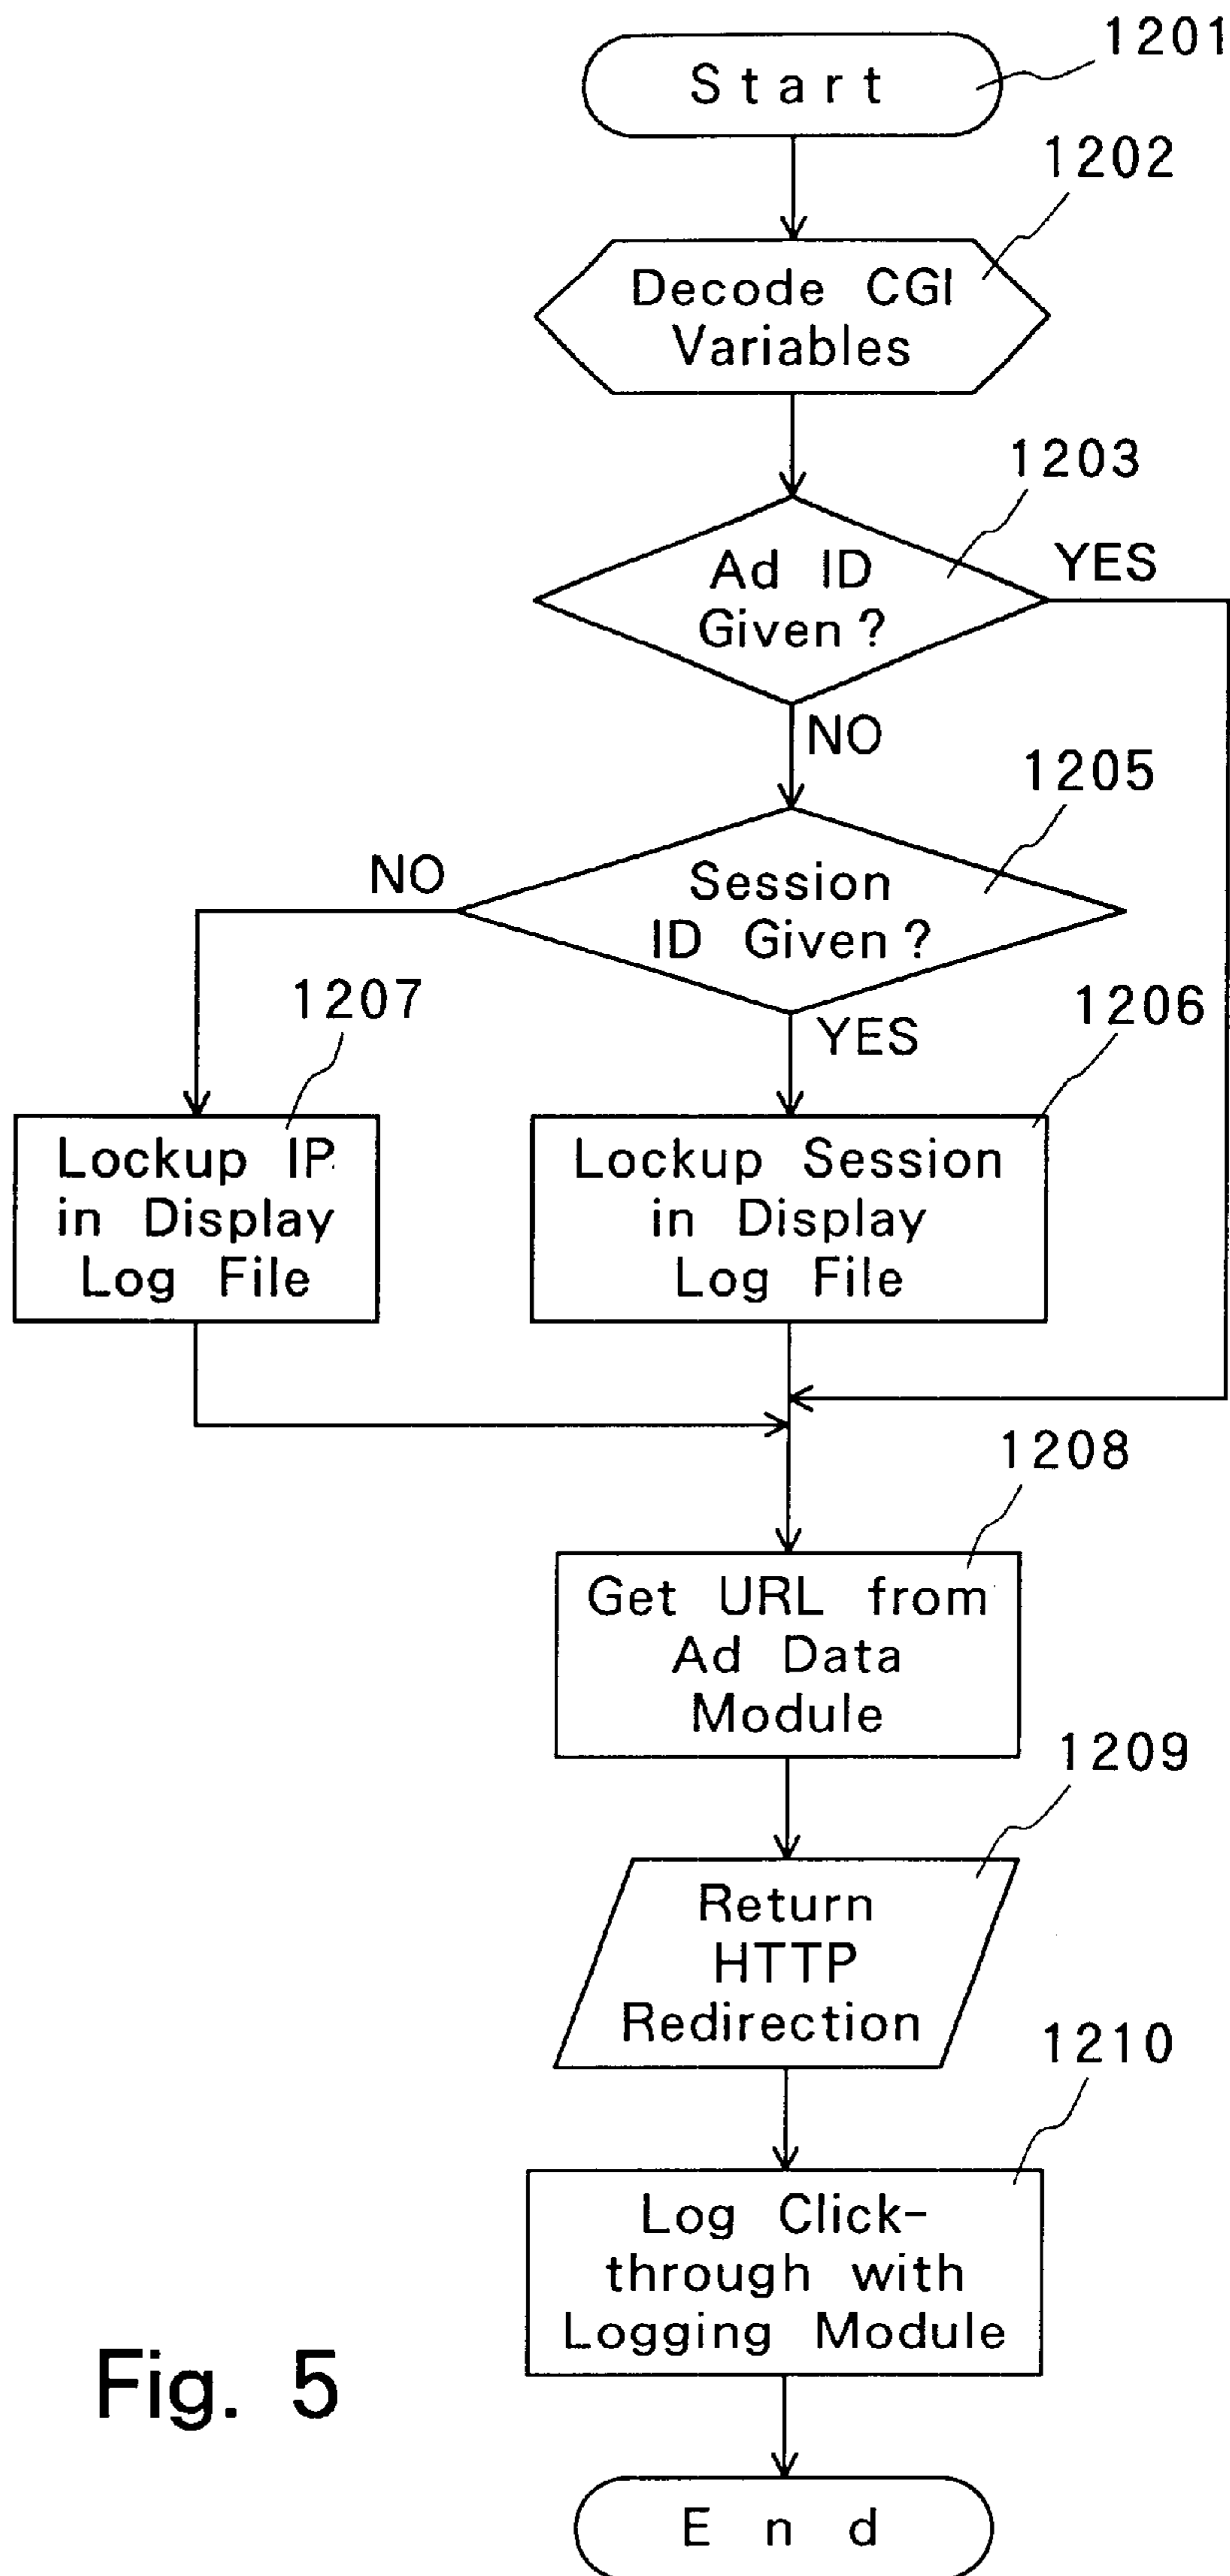 1201
Start
1202
Decode CGI
Variables
1203
Ad ID
Given?
YES
NO
1205
Session
ID Given?
NO
YES
1207
1206
Lockup IP
in Display
Log File
Lockup Session
in Display
Log File
1208
Get URL from
Ad Data
Module
1209
Return
HTTP
Redirection
1210
Log Click-
through with
Logging Module
Fig. 5
End